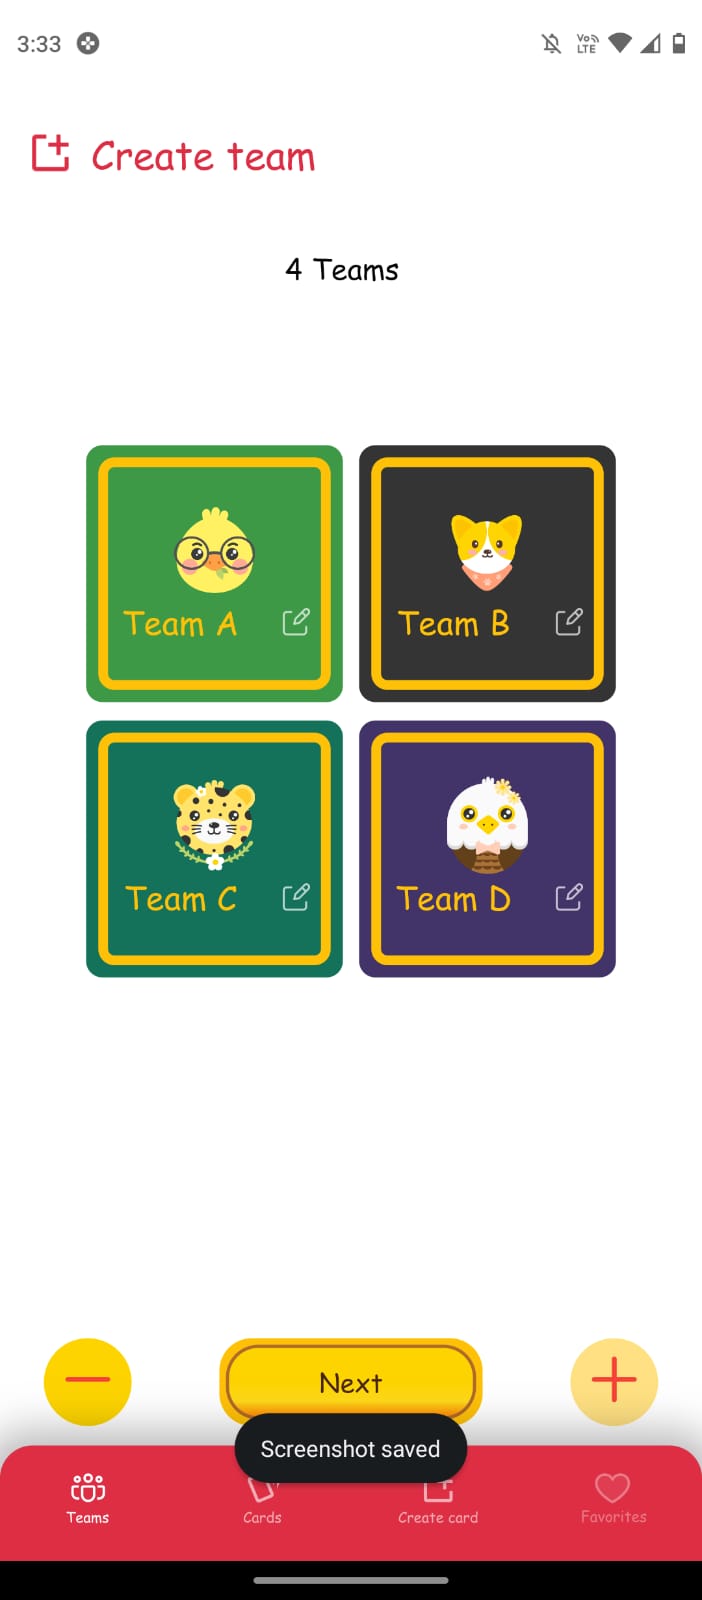 3:33
Vo LTE
Create team
4 Teams
Team A
Team B
Team C
Team D
Next
Screenshot saved
Teams
Cards
Create card
Favorites